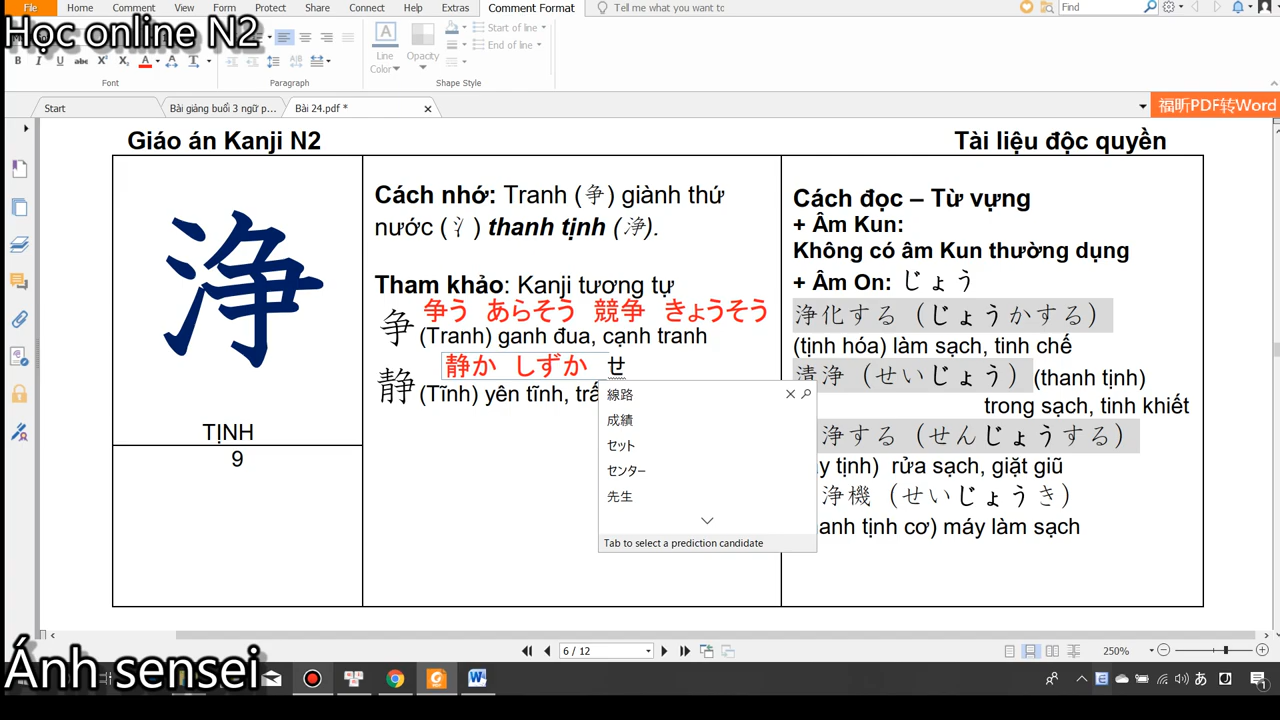 File Home Comment View Form Protect Share Connect Help Extras Comment Format Tell me what you want to Find
Học online N2
Line Color Opacity Start of line End of line
Font Paragraph Shape Style
Start Bài giảng buổi 3 ngữ p... Bài 24.pdf * 福昕PDF转Word
Giáo án Kanji N2 Tài liệu độc quyền
浄
TỊNH
9
Cách nhớ: Tranh (争) giành thứ
nước (氵) thanh tịnh (浄).
Tham khảo: Kanji tương tự
争う あらそう 競争 きょうそう
争 (Tranh) ganh đua, cạnh tranh
静か しずか せ
静 (Tĩnh) yên tĩnh, trấ
線路
成績
セット
センター
先生
Tab to select a prediction candidate
Cách đọc – Từ vựng
+ Âm Kun:
Không có âm Kun thường dụng
+ Âm On: じょう
浄化する（じょうかする）
(tịnh hóa) làm sạch, tinh chế
清浄（せいじょう）(thanh tịnh)
trong sạch, tinh khiết
浄する（せんじょうする）
y tịnh) rửa sạch, giặt giũ
浄機（せいじょうき）
anh tịnh cơ) máy làm sạch
6 / 12 250%
Ánh sensei
あ